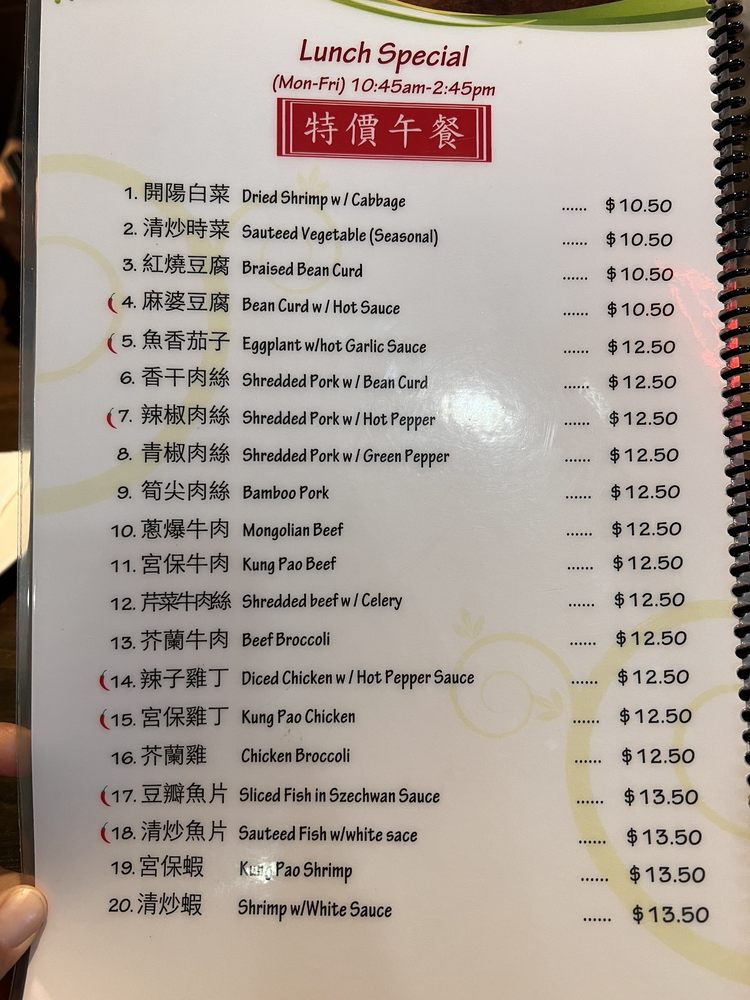 Lunch Special
(Mon-Fri) 10:45am-2:45pm
特價午餐
1. 開陽白菜 Dried Shrimp w / Cabbage ...... $10.50
2. 清炒時菜 Sauteed Vegetable (Seasonal) ...... $10.50
3. 紅燒豆腐 Braised Bean Curd ...... $10.50
4. 麻婆豆腐 Bean Curd w / Hot Sauce ...... $10.50
5. 魚香茄子 Eggplant w/hot Garlic Sauce ...... $12.50
6. 香干肉絲 Shredded Pork w / Bean Curd ...... $12.50
7. 辣椒肉絲 Shredded Pork w / Hot Pepper ...... $12.50
8. 青椒肉絲 Shredded Pork w / Green Pepper ...... $12.50
9. 筍尖肉絲 Bamboo Pork ...... $12.50
10. 蔥爆牛肉 Mongolian Beef ...... $12.50
11. 宮保牛肉 Kung Pao Beef ...... $12.50
12. 芹菜牛肉絲 Shredded beef w / Celery ...... $12.50
13. 芥蘭牛肉 Beef Broccoli ...... $12.50
14. 辣子雞丁 Diced Chicken w / Hot Pepper Sauce ...... $12.50
15. 宮保雞丁 Kung Pao Chicken ...... $12.50
16. 芥蘭雞 Chicken Broccoli ...... $12.50
17. 豆瓣魚片 Sliced Fish in Szechwan Sauce ...... $13.50
18. 清炒魚片 Sauteed Fish w/white sace ...... $13.50
19. 宮保蝦 Kung Pao Shrimp ...... $13.50
20. 清炒蝦 Shrimp w/White Sauce ...... $13.50